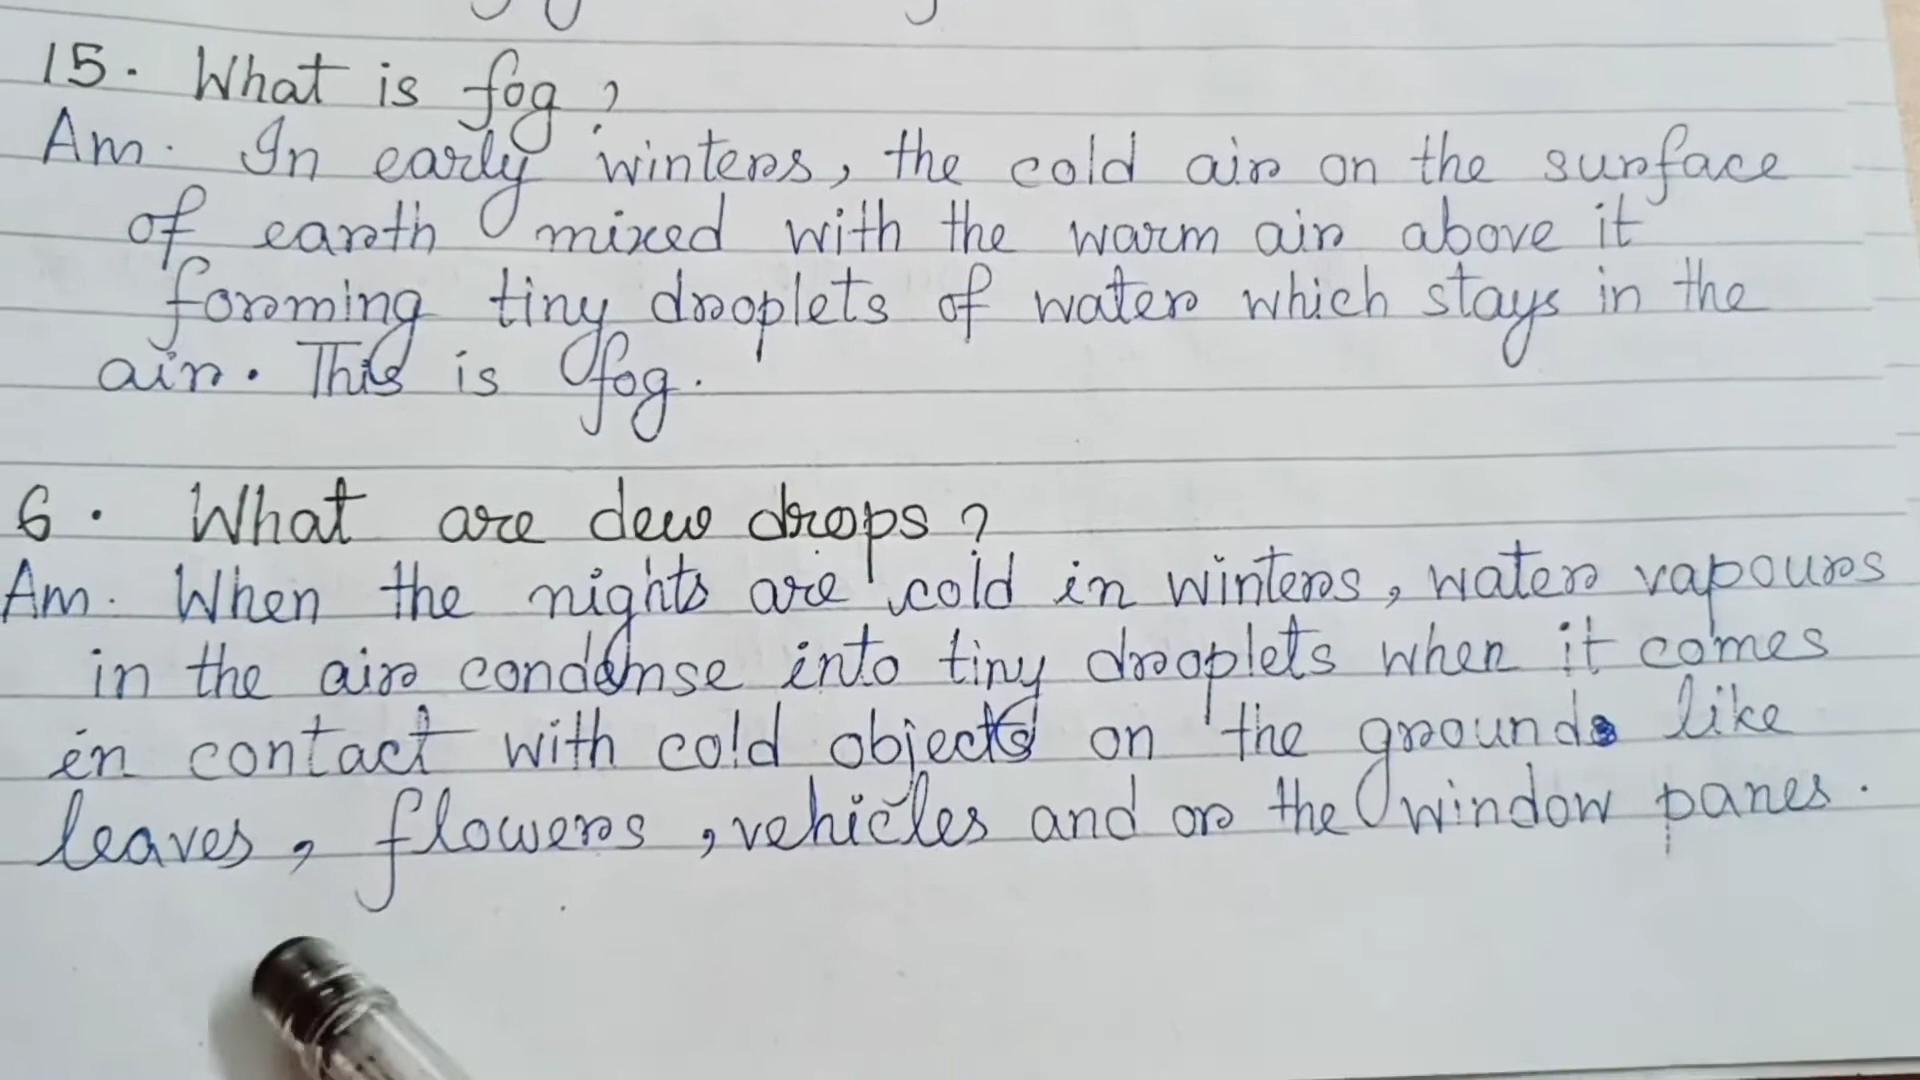 15. What is fog?
Ans. In early winters, the cold air on the surface
of earth mixed with the warm air above it
forming tiny droplets of water which stays in the
air. This is fog.
6. What are dew drops?
Ans. When the nights are cold in winters, water vapours
in the air condense into tiny droplets when it comes
in contact with cold objects on the ground like
leaves, flowers, vehicles and on the window panes.